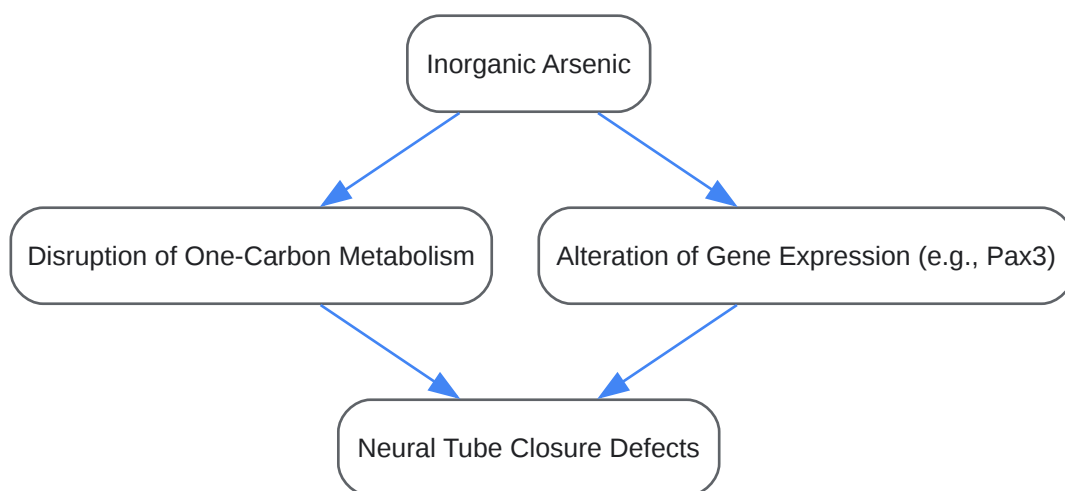 Inorganic Arsenic
Disruption of One-Carbon Metabolism
Alteration of Gene Expression (e.g., Pax3)
Neural Tube Closure Defects